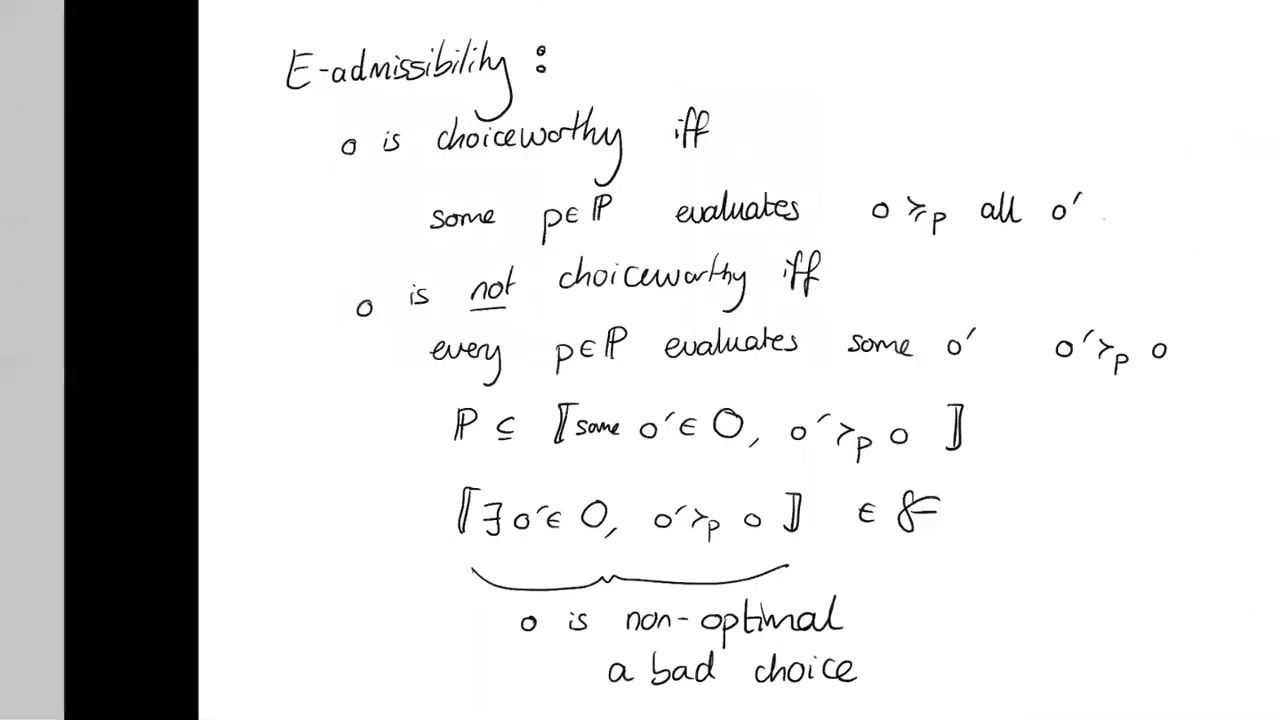 E-admissibility:
o is choiceworthy iff
some p∈ℙ evaluates o ≽ₚ all o′
o is not choiceworthy iff
every p∈ℙ evaluates some o′ o′ ≻ₚ o
ℙ ⊆ ⟦some o′∈ O, o′ ≻ₚ o ⟧
⟦∃ o′∈ O, o′ ≻ₚ o ⟧ ∈ ℱ
o is non-optimal
a bad choice